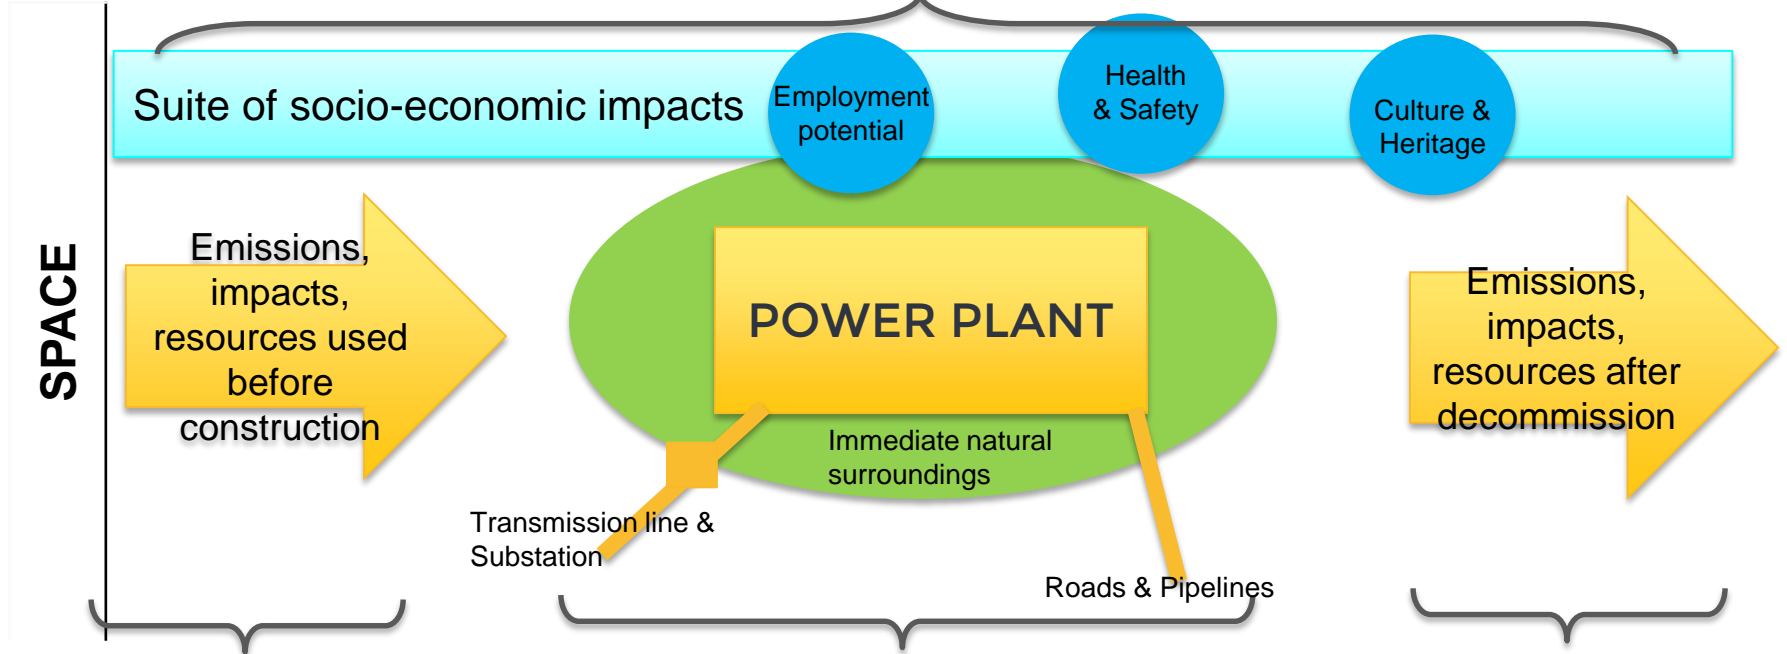 Suite of socio-economic impacts
Employment
potential
Health
& Safety
Culture &
Heritage
SPACE
Emissions,
impacts,
resources used
before
construction
POWER PLANT
Immediate natural
surroundings
Transmission line &
Substation
Roads & Pipelines
Emissions,
impacts,
resources after
decommission